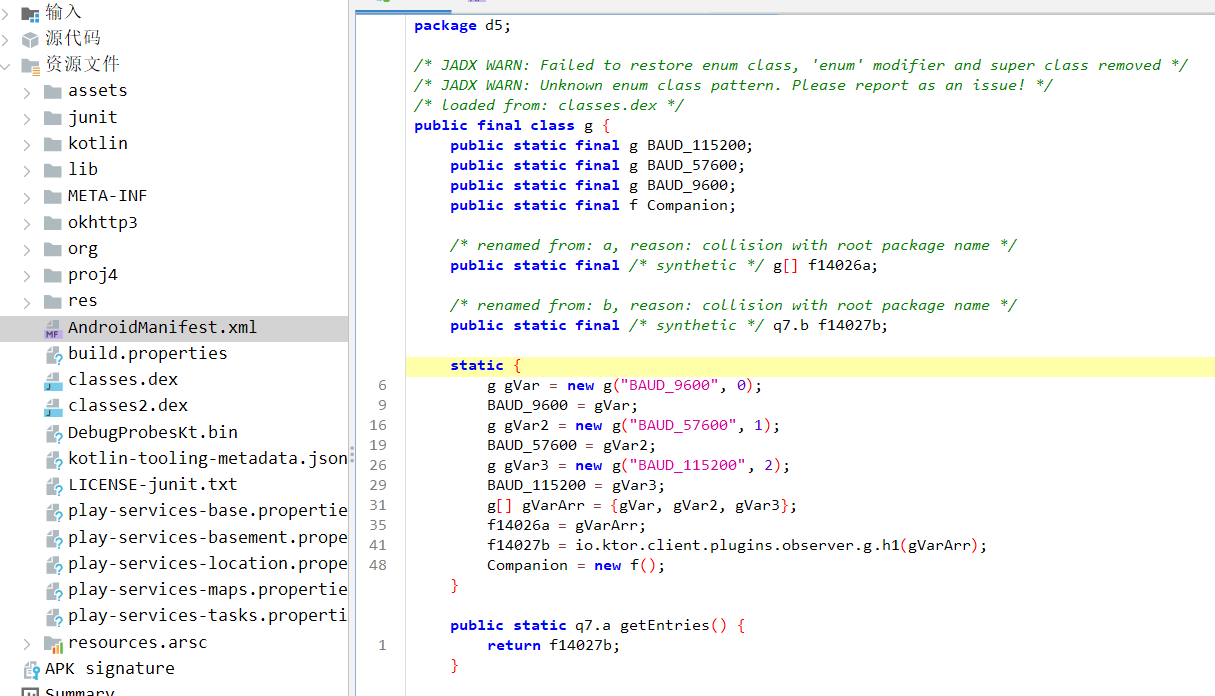 输入
源代码
资源文件
assets
junit
kotlin
lib
META-INF
okhttp3
org
proj4
res
AndroidManifest.xml
build.properties
classes.dex
classes2.dex
DebugProbesKt.bin
kotlin-tooling-metadata.json
LICENSE-junit.txt
play-services-base.propertie
play-services-basement.prope
play-services-location.prope
play-services-maps.propertie
play-services-tasks.properti
resources.arsc
APK signature
Summary
package d5;
/* JADX WARN: Failed to restore enum class, 'enum' modifier and super class removed */
/* JADX WARN: Unknown enum class pattern. Please report as an issue! */
/* loaded from: classes.dex */
public final class g {
public static final g BAUD_115200;
public static final g BAUD_57600;
public static final g BAUD_9600;
public static final f Companion;
/* renamed from: a, reason: collision with root package name */
public static final /* synthetic */ g[] f14026a;
/* renamed from: b, reason: collision with root package name */
public static final /* synthetic */ q7.b f14027b;
static {
6 g gVar = new g("BAUD_9600", 0);
9 BAUD_9600 = gVar;
16 g gVar2 = new g("BAUD_57600", 1);
19 BAUD_57600 = gVar2;
26 g gVar3 = new g("BAUD_115200", 2);
29 BAUD_115200 = gVar3;
31 g[] gVarArr = {gVar, gVar2, gVar3};
35 f14026a = gVarArr;
41 f14027b = io.ktor.client.plugins.observer.g.h1(gVarArr);
48 Companion = new f();
}
public static q7.a getEntries() {
1 return f14027b;
}